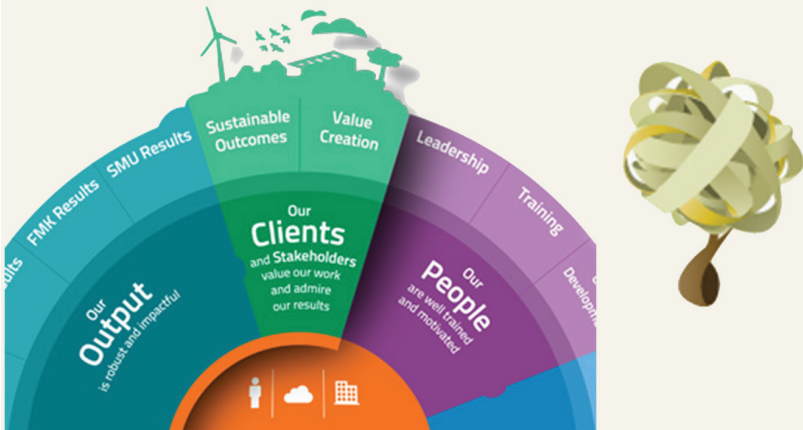 Sustainable
Outcomes
Value
Creation
SMU Results
FMK Results
Leadership
Training
Our
Clients
and Stakeholders
value our work
and admire
our results
Our
Output
is robust and impactful
Our
People
are well trained
and motivated